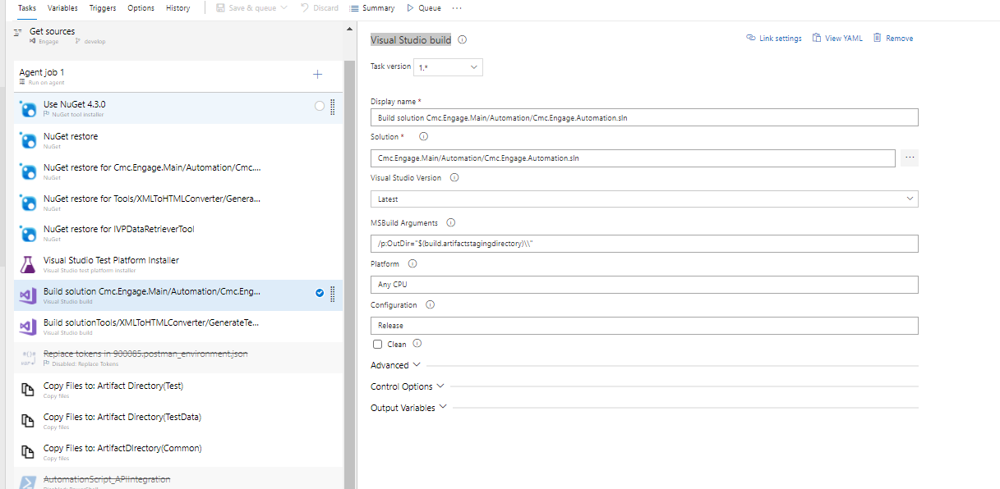 Tasks Variables Triggers Options History Save & queue Discard Summary Queue ...
Get sources
Engage develop
Agent job 1
Run on agent
Use NuGet 4.3.0
NuGet tool installer
NuGet restore
NuGet
NuGet restore for Cmc.Engage.Main/Automation/Cmc....
NuGet
NuGet restore for Tools/XMLToHTMLConverter/Genera...
NuGet
NuGet restore for IVPDataRetrieverTool
NuGet
Visual Studio Test Platform Installer
Visual Studio test platform installer
Build solution Cmc.Engage.Main/Automation/Cmc.Eng...
Visual Studio build
Build solutionTools/XMLToHTMLConverter/GenerateTe...
Visual Studio build
Replace tokens in 900085.postman_environment.json
Disabled: Replace Tokens
Copy Files to: Artifact Directory(Test)
Copy files
Copy Files to: Artifact Directory(TestData)
Copy files
Copy Files to: ArtifactDIrectory(Common)
Copy files
AutomationScript_APIIntegration
Disabled: PowerShell
Visual Studio build
Link settings View YAML Remove
Task version 1.*
Display name *
Build solution Cmc.Engage.Main/Automation/Cmc.Engage.Automation.sln
Solution *
Cmc.Engage.Main/Automation/Cmc.Engage.Automation.sln
...
Visual Studio Version
Latest
MSBuild Arguments
/p:OutDir="$(build.artifactstagingdirectory)\\"
Platform
Any CPU
Configuration
Release
Clean
Advanced
Control Options
Output Variables